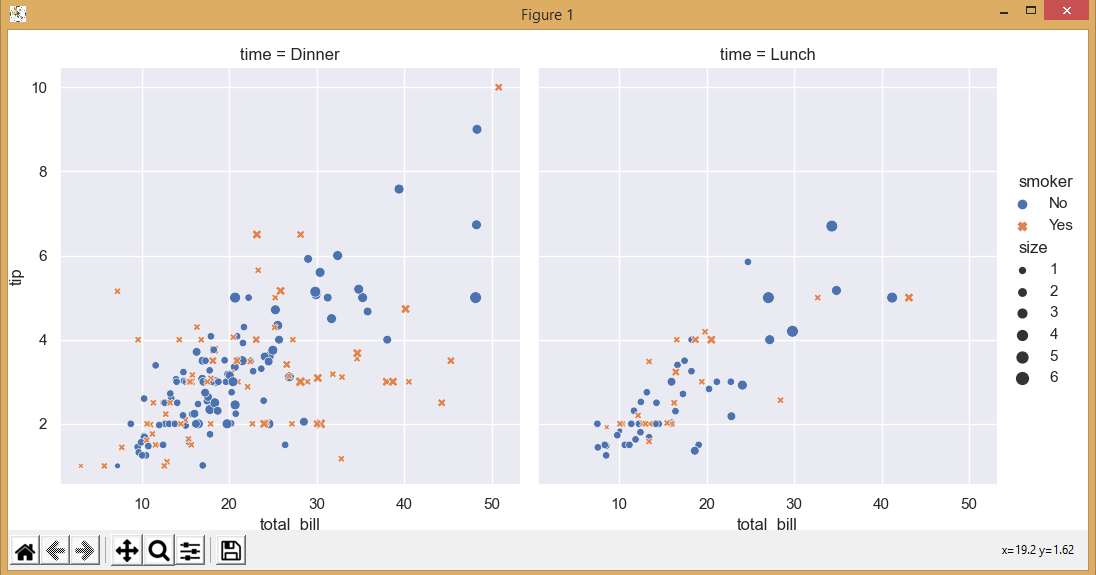 Figure 1
time = Dinner
time = Lunch
10
8
6
4
2
tip
10 20 30 40 50
total_bill
10 20 30 40 50
total_bill
smoker
No
Yes
size
1
2
3
4
5
6
x=19.2 y=1.62